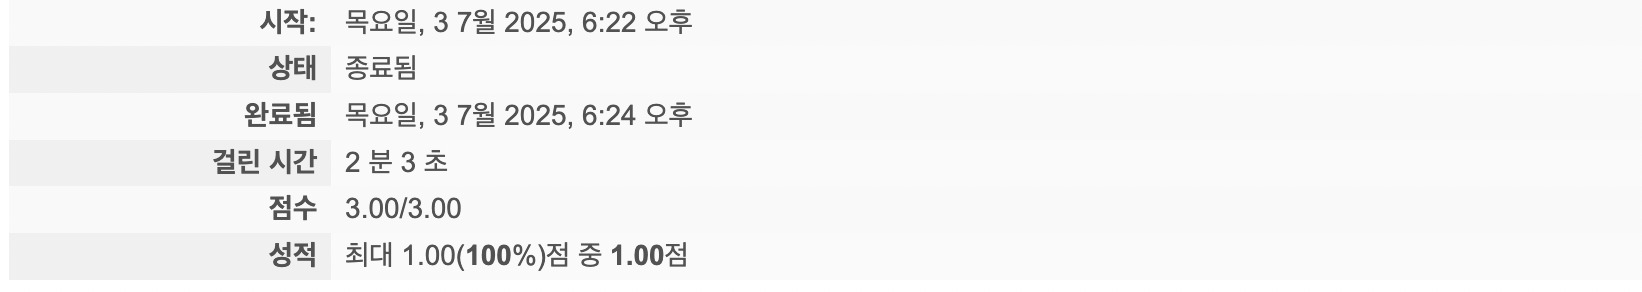 시작: 목요일, 3 7월 2025, 6:22 오후
상태 종료됨
완료됨 목요일, 3 7월 2025, 6:24 오후
걸린 시간 2 분 3 초
점수 3.00/3.00
성적 최대 1.00(100%)점 중 1.00점